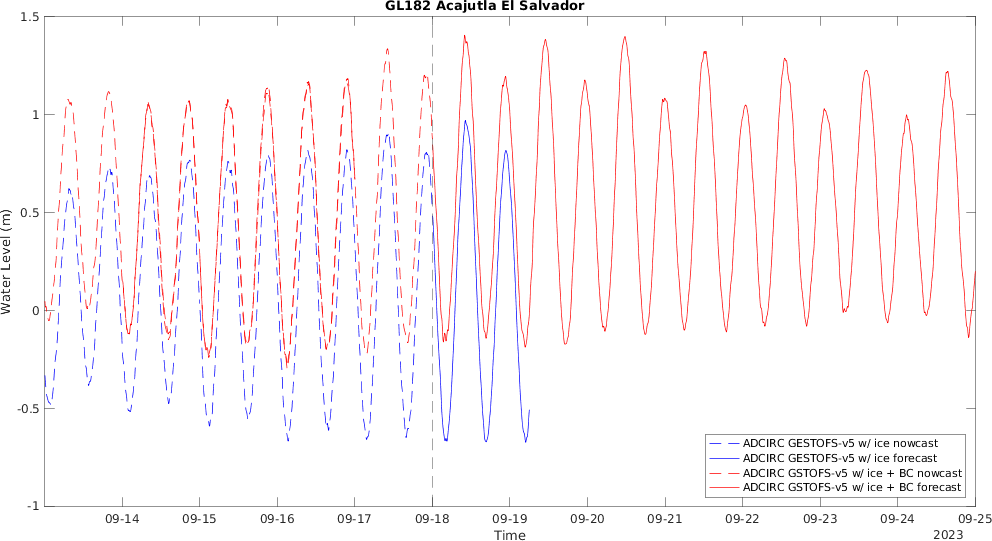 GL182 Acajutla El Salvador
Water Level (m)
1.5
1
0.5
0
-0.5
-1
ADCIRC GESTOFS-v5 w/ ice nowcast
ADCIRC GESTOFS-v5 w/ ice forecast
ADCIRC GSTOFS-v5 w/ ice + BC nowcast
ADCIRC GSTOFS-v5 w/ ice + BC forecast
09-14 09-15 09-16 09-17 09-18 09-19 09-20 09-21 09-22 09-23 09-24 09-25
Time
2023